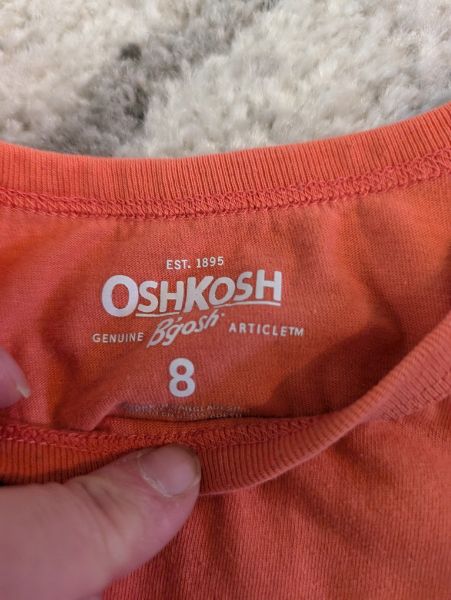 EST. 1895
OSHKOSH
B'gosh
GENUINE ARTICLE™
8